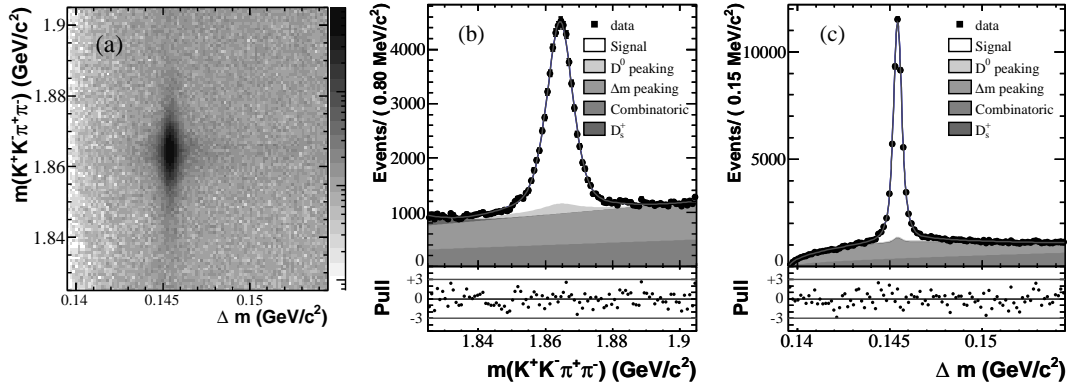 (a)
m(K⁺K⁻π⁺π⁻) (GeV/c²)
1.9
1.88
1.86
1.84
0.14
0.145
0.15
Δ m (GeV/c²)
(b)
Events/ ( 0.80 MeV/c² )
4000
3000
2000
1000
0
data
Signal
D⁰ peaking
Δm peaking
Combinatoric
Dₛ⁺
Pull
+3
0
-3
1.84
1.86
1.88
1.9
m(K⁺K⁻π⁺π⁻) (GeV/c²)
(c)
Events/ ( 0.15 MeV/c² )
10000
5000
0
data
Signal
D⁰ peaking
Δm peaking
Combinatoric
Dₛ⁺
Pull
+3
0
-3
0.14
0.145
0.15
Δ m (GeV/c²)